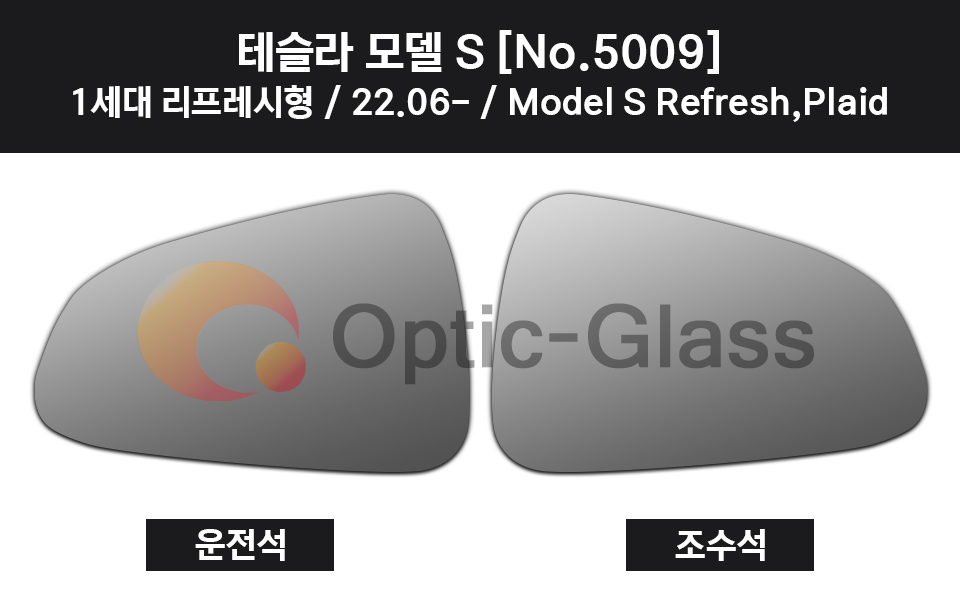 테슬라 모델 S [No.5009]
1세대 리프레시형 / 22.06- / Model S Refresh,Plaid
Optic-Glass
운전석
조수석